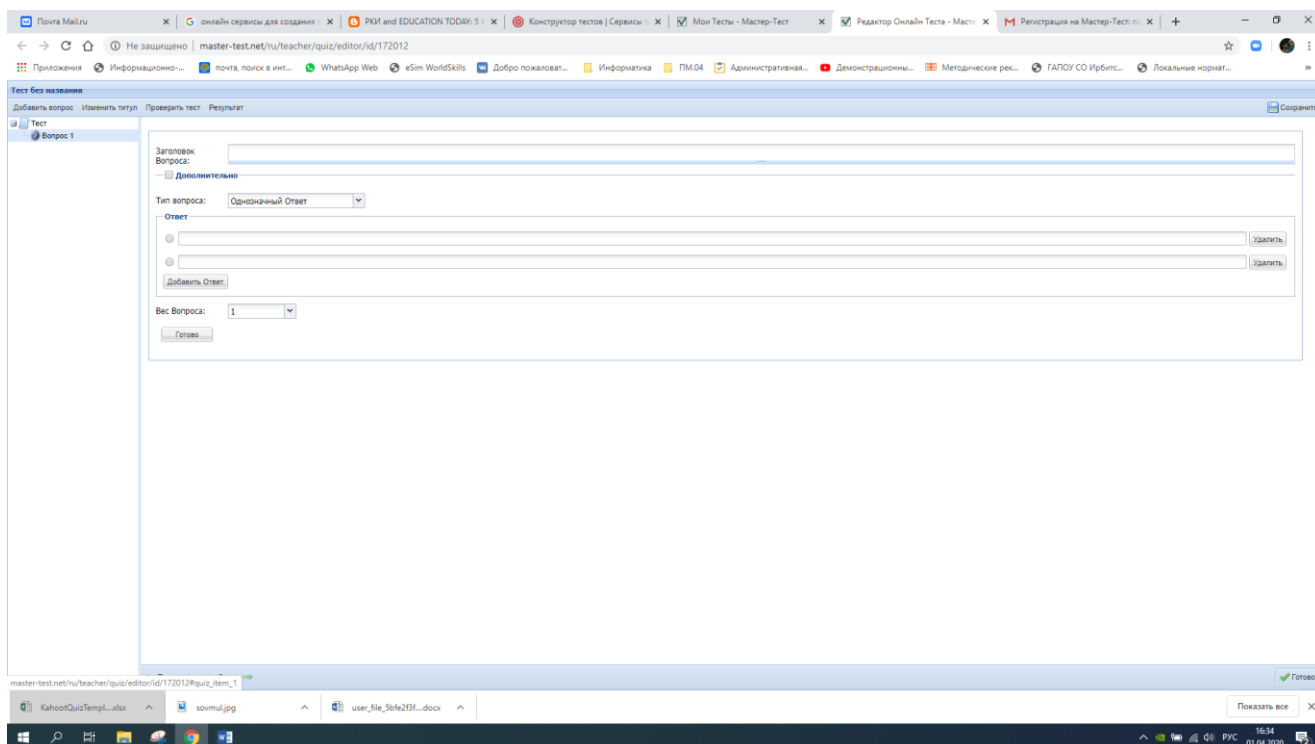 Почта Mail.ru
онлайн сервисы для создания
РКИ and EDUCATION TODAY: 5
Конструктор тестов | Сервисы
Мои Тесты - Мастер-Тест
Редактор Онлайн Теста - Масте
Регистрация на Мастер-Тест:
Не защищено | master-test.net/ru/teacher/quiz/editor/id/172012
Приложения Информационно-... почта, поиск в инт... WhatsApp Web eSim WorldSkills Добро пожаловат... Информатика ПМ.04 Административная... Демонстрационны... Методические рек... ГАПОУ СО Ирбитс... Локальные нормат... »
Тест без названия
Добавить вопрос Изменить титул Проверить тест Результат Сохранить
Тест
Вопрос 1
Заголовок
Вопроса:
Дополнительно
Тип вопроса: Однозначный Ответ
Ответ
Удалить
Удалить
Добавить Ответ
Вес Вопроса: 1
Готово
master-test.net/ru/teacher/quiz/editor/id/172012#quiz_item_1
Готово
KahootQuizTempl....xlsx sovmul.jpg user_file_5bfe2f3f....docx Показать все
РУС 16:34
01.04.2020